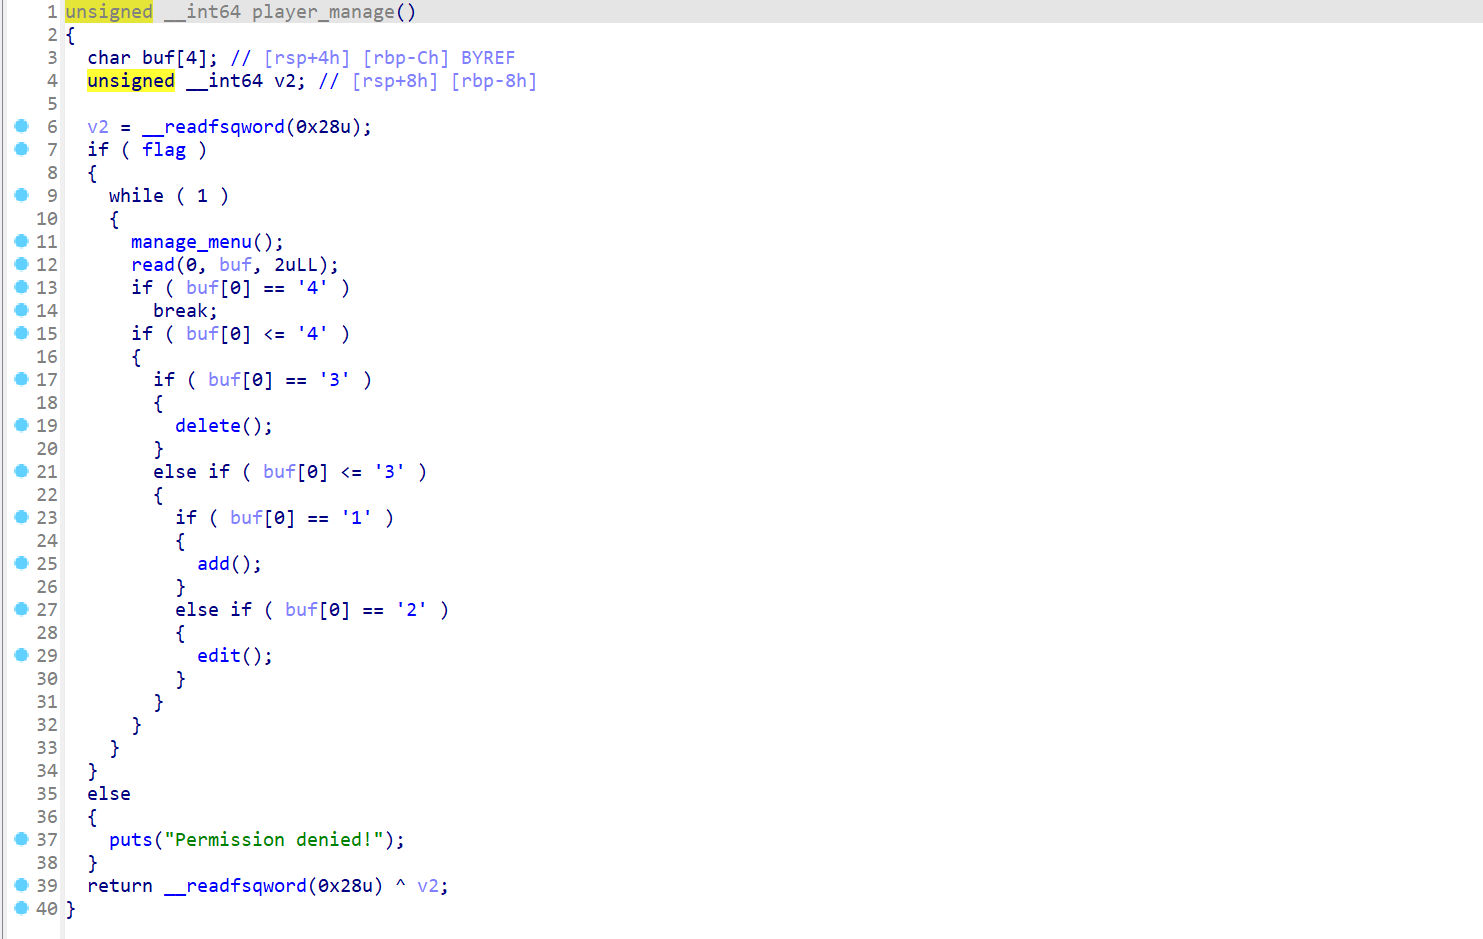 1 unsigned __int64 player_manage()
2 {
3   char buf[4]; // [rsp+4h] [rbp-Ch] BYREF
4   unsigned __int64 v2; // [rsp+8h] [rbp-8h]
5
6   v2 = __readfsqword(0x28u);
7   if ( flag )
8   {
9     while ( 1 )
10     {
11       manage_menu();
12       read(0, buf, 2uLL);
13       if ( buf[0] == '4' )
14         break;
15       if ( buf[0] <= '4' )
16       {
17         if ( buf[0] == '3' )
18         {
19           delete();
20         }
21         else if ( buf[0] <= '3' )
22         {
23           if ( buf[0] == '1' )
24           {
25             add();
26           }
27           else if ( buf[0] == '2' )
28           {
29             edit();
30           }
31         }
32       }
33     }
34   }
35   else
36   {
37     puts("Permission denied!");
38   }
39   return __readfsqword(0x28u) ^ v2;
40 }